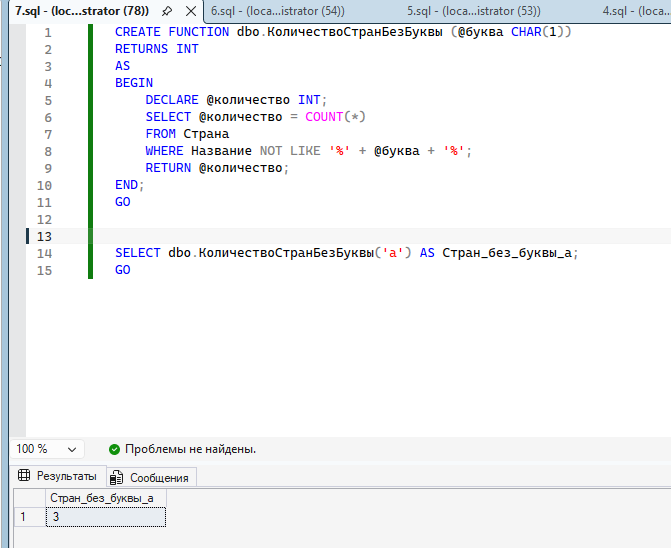 7.sql - (loc...strator (78))
6.sql - (loca...istrator (54))
5.sql - (loca...istrator (53))
4.sql - (loca...
1 CREATE FUNCTION dbo.КоличествоСтранБезБуквы (@буква CHAR(1))
2 RETURNS INT
3 AS
4 BEGIN
5 DECLARE @количество INT;
6 SELECT @количество = COUNT(*)
7 FROM Страна
8 WHERE Название NOT LIKE '%' + @буква + '%';
9 RETURN @количество;
10 END;
11 GO
12
13
14 SELECT dbo.КоличествоСтранБезБуквы('а') AS Стран_без_буквы_а;
15 GO
100 %
Проблемы не найдены.
Результаты
Сообщения
Стран_без_буквы_а
1 3